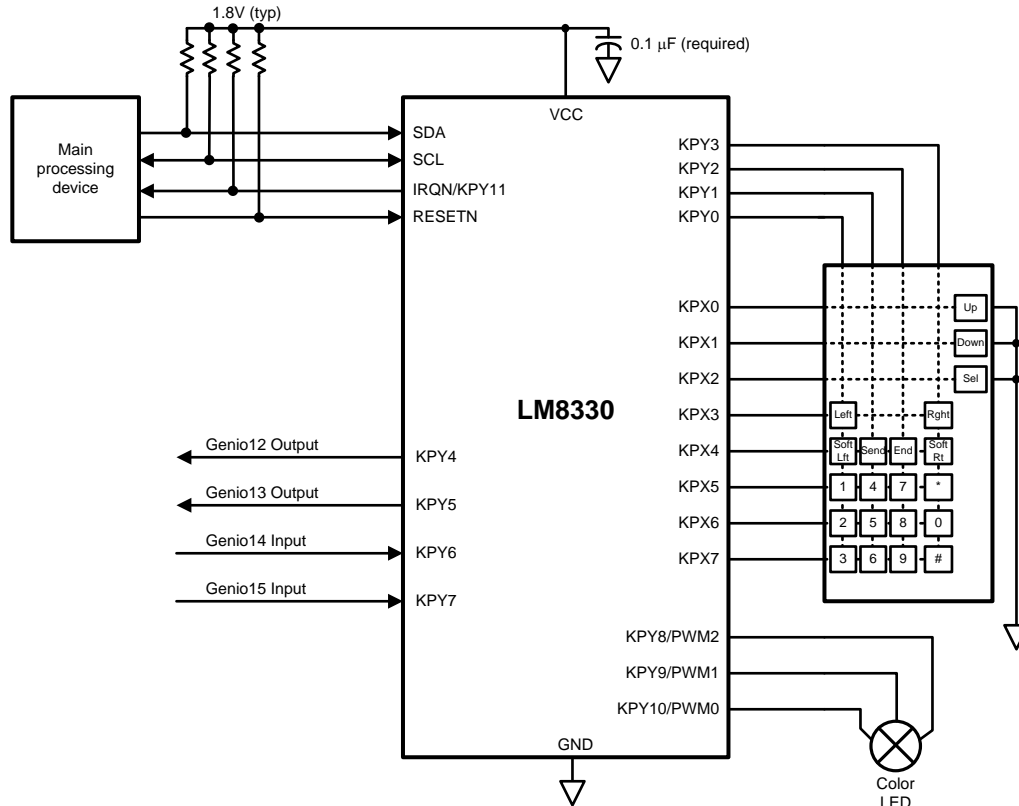 1.8V (typ)
0.1 μF (required)
VCC
Main
processing
device
SDA
SCL
IRQN/KPY11
RESETN
KPY3
KPY2
KPY1
KPY0
KPX0
KPX1
KPX2
KPX3
KPX4
KPX5
KPX6
KPX7
Up
Down
Sel
Left
Rght
Soft
Lft
Send
End
Soft
Rt
1 4 7 *
2 5 8 0
3 6 9 #
LM8330
Genio12 Output
KPY4
Genio13 Output
KPY5
Genio14 Input
KPY6
Genio15 Input
KPY7
KPY8/PWM2
KPY9/PWM1
KPY10/PWM0
GND
Color
LED